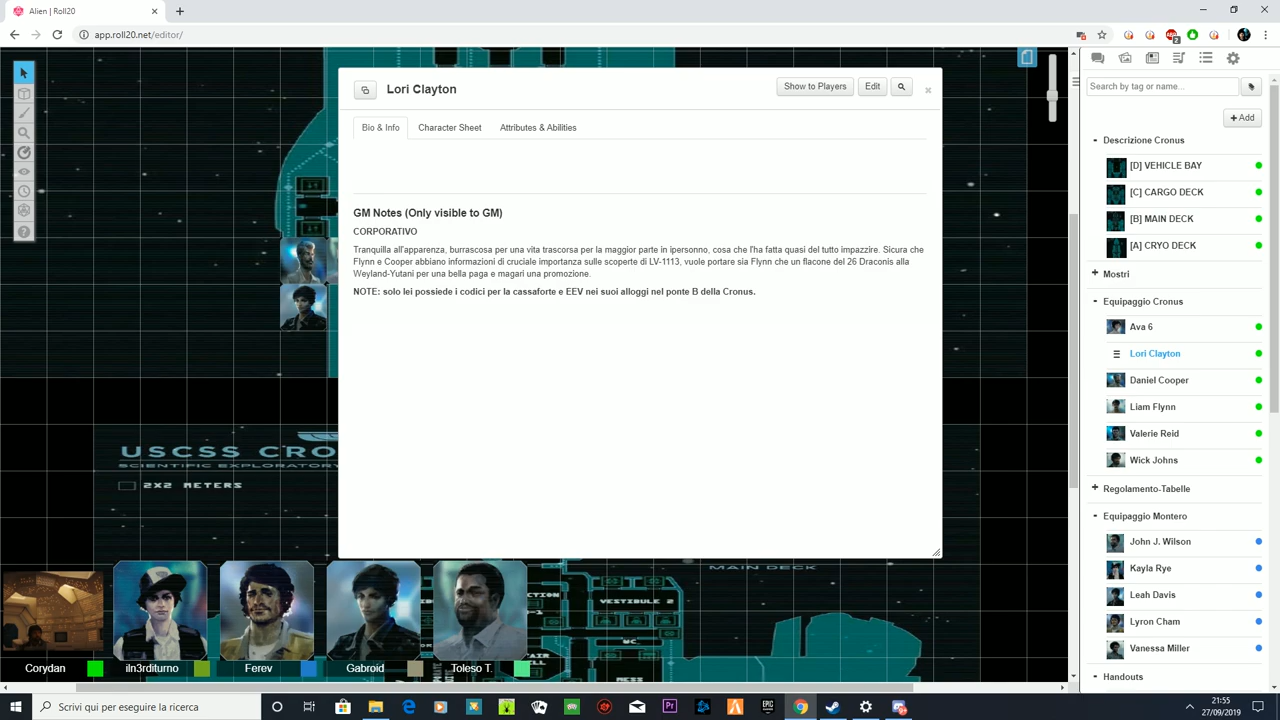 Alien | Roll20
app.roll20.net/editor/
Lori Clayton
Show to Players
Edit
Bio & Info
Character Sheet
Attributes & Abilities
GM Notes (Only visible to GM)
CORPORATIVO
Tranquilla all'apparenza, burrascosa per una vita trascorsa per la maggior parte in ipersonno, cosa che l'ha fatta quasi del tutto impazzire. Sicura che
Flynn e Cooper abbiano informazioni di cruciale importanza sulle scoperte di LV-1113, vuole portare sia Flynn che un flacone del 26 Draconis alla
Weyland-Yutani per una bella paga e magari una promozione.
NOTE: solo lei possiede i codici per la cassaforte e EEV nei suoi alloggi nel ponte B della Cronus.
Search by tag or name...
+ Add
Descrizione Cronus
[D] VEHICLE BAY
[C] CARGO DECK
[B] MAIN DECK
[A] CRYO DECK
Mostri
Equipaggio Cronus
Ava 6
Lori Clayton
Daniel Cooper
Liam Flynn
Valerie Reid
Wick Johns
Regolamento-Tabelle
Equipaggio Montero
John J. Wilson
Kayla Rye
Leah Davis
Lyron Cham
Vanessa Miller
Handouts
USCSS CRO
SCIENTIFIC EXPLORATORY
2X2 METERS
MAIN DECK
VESTIBULE 2
Corydan
iIn3rditurno
Ferev
Gabroid
Toleso T.
Scrivi qui per eseguire la ricerca
21:55
27/09/2019